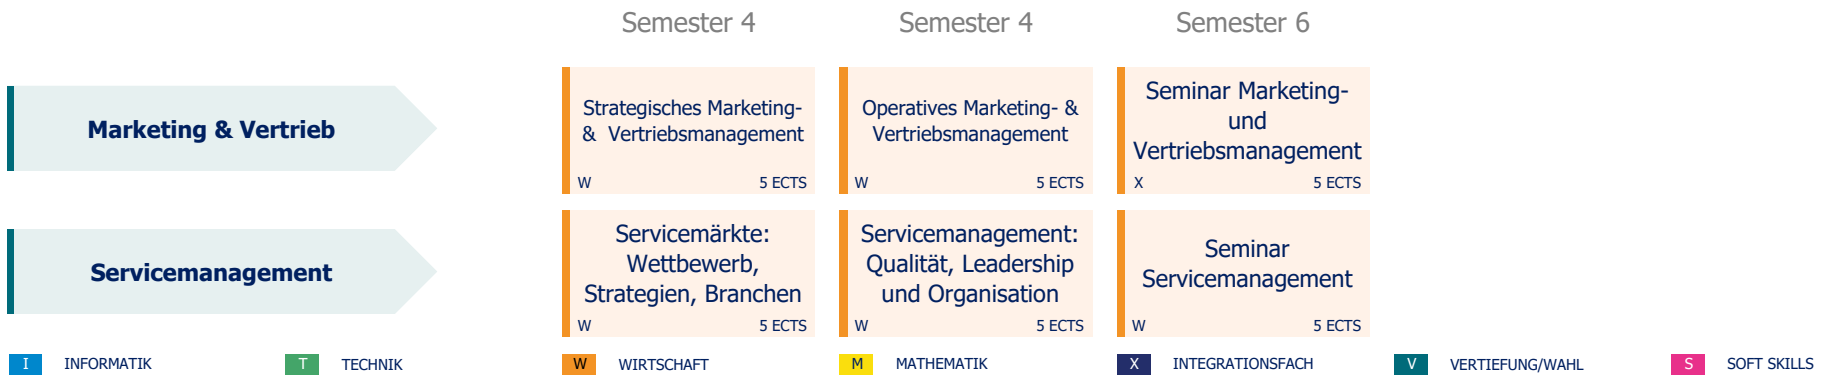 Semester 4
Semester 4
Semester 6
Marketing & Vertrieb
Strategisches Marketing-
& Vertriebsmanagement
W
5 ECTS
Operatives Marketing- &
Vertriebsmanagement
W
5 ECTS
Seminar Marketing-
und
Vertriebsmanagement
X
5 ECTS
Servicemanagement
Servicemärkte:
Wettbewerb,
Strategien, Branchen
W
5 ECTS
Servicemanagement:
Qualität, Leadership
und Organisation
W
5 ECTS
Seminar
Servicemanagement
W
5 ECTS
I INFORMATIK
T TECHNIK
W WIRTSCHAFT
M MATHEMATIK
X INTEGRATIONSFACH
V VERTIEFUNG/WAHL
S SOFT SKILLS